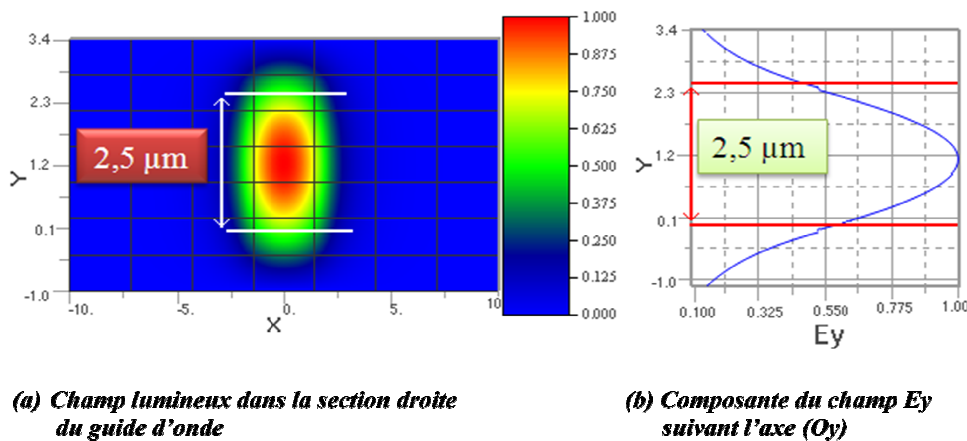 3.4
2.3
1.2
0.1
-1.0
Y
2,5 µm
-10.
-5.
0.
5.
10
X
1.000
0.875
0.750
0.625
0.500
0.375
0.250
0.125
0.000
3.4
2.3
1.2
0.1
-1.0
Y
2,5 µm
0.100
0.325
0.550
0.775
1.00
Ey
(a) Champ lumineux dans la section droite
du guide d’onde
(b) Composante du champ Ey
suivant l’axe (Oy)